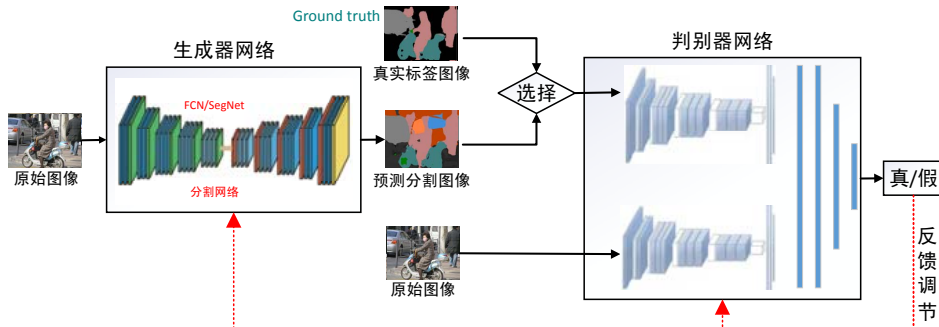 Ground truth
生成器网络
真实标签图像
判别器网络
选择
FCN/SegNet
分割网络
原始图像
预测分割图像
原始图像
真/假
反馈调节